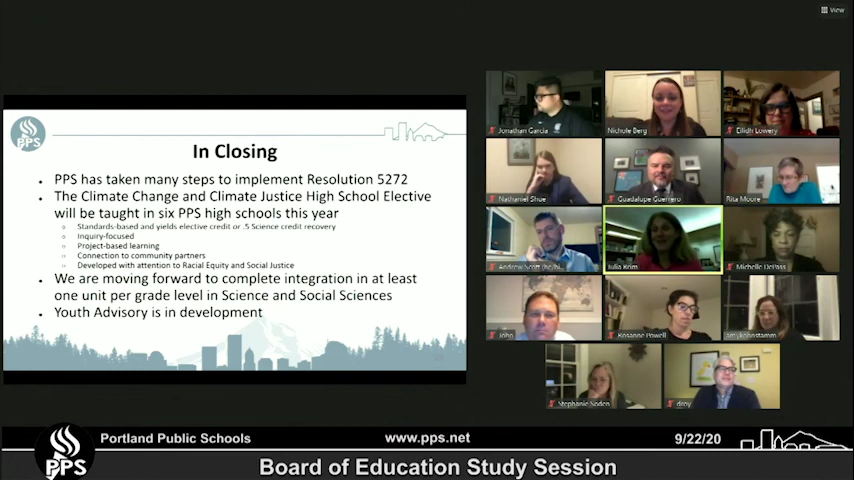 View
PPS
In Closing
• PPS has taken many steps to implement Resolution 5272
• The Climate Change and Climate Justice High School Elective
will be taught in six PPS high schools this year
○ Standards-based and yields elective credit or .5 Science credit recovery
○ Inquiry-focused
○ Project-based learning
○ Connection to community partners
○ Developed with attention to Racial Equity and Social Justice
• We are moving forward to complete integration in at least
one unit per grade level in Science and Social Sciences
• Youth Advisory is in development
Jonathan Garcia
Nichole Berg
Eilidh Lowery
Nathaniel Shue
Guadalupe Guerrero
Rita Moore
Andrew Scott (he/hi
Julia
Michelle DePass
John
Rosanne Powell
Stephanie Soden
droy
PPS
Portland Public Schools
www.pps.net
9/22/20
Board of Education Study Session